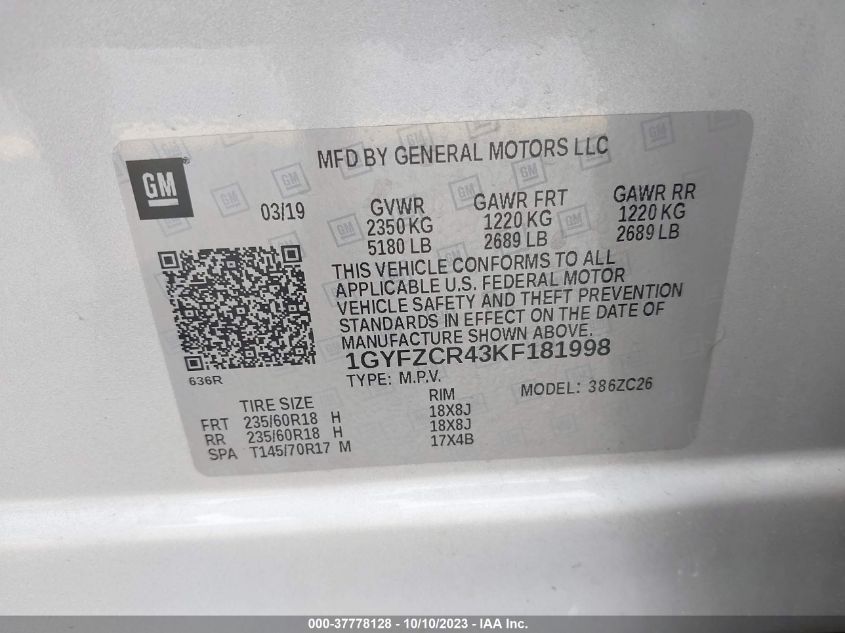 GM
MFD BY GENERAL MOTORS LLC
03/19
GVWR
2350 KG
5180 LB
GAWR FRT
1220 KG
2689 LB
GAWR RR
1220 KG
2689 LB
THIS VEHICLE CONFORMS TO ALL
APPLICABLE U.S. FEDERAL MOTOR
VEHICLE SAFETY AND THEFT PREVENTION
STANDARDS IN EFFECT ON THE DATE OF
MANUFACTURE SHOWN ABOVE.
1GYFZCR43KF181998
636R
TYPE: M.P.V.
MODEL: 386ZC26
TIRE SIZE RIM
FRT 235/60R18 H 18X8J
RR 235/60R18 H 18X8J
SPA T145/70R17 M 17X4B
000-37778128 - 10/10/2023 - IAA Inc.